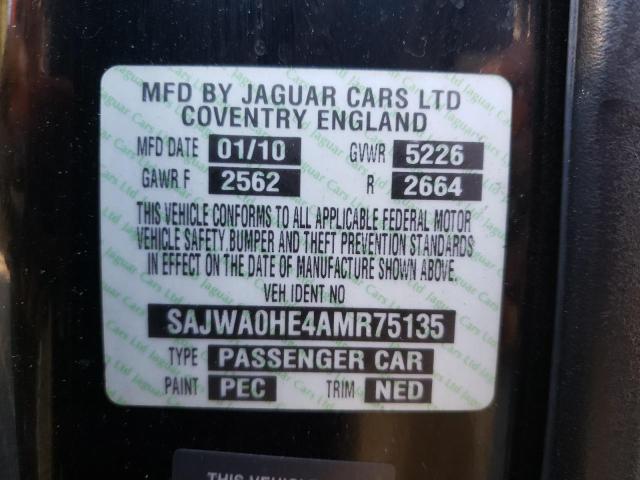 MFD BY JAGUAR CARS LTD
COVENTRY ENGLAND
MFD DATE 01/10 GVWR 5226
GAWR F 2562 R 2664
THIS VEHICLE CONFORMS TO ALL APPLICABLE FEDERAL MOTOR
VEHICLE SAFETY,BUMPER AND THEFT PREVENTION STANDARDS
IN EFFECT ON THE DATE OF MANUFACTURE SHOWN ABOVE.
VEH IDENT NO
SAJWA0HE4AMR75135
TYPE PASSENGER CAR
PAINT PEC TRIM NED
THIS VEHI